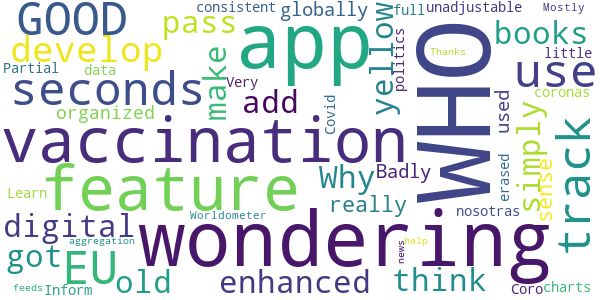 GOOD
pass
consistent
globally
full
unadjustable
Mostly
develop
app
yellow
politics
WHO
Thanks
books
little
Partial
data
seconds
make
Very
add
organized
Covid
use
coronas
used
simply
sense
track
vaccination
Why
Badly
erased
Learn
feature
really
nosotras
digital
Worldometer
aggregation
wondering
news
help
got
EU
old
enhanced
think
feeds
Inform
Coro
charts